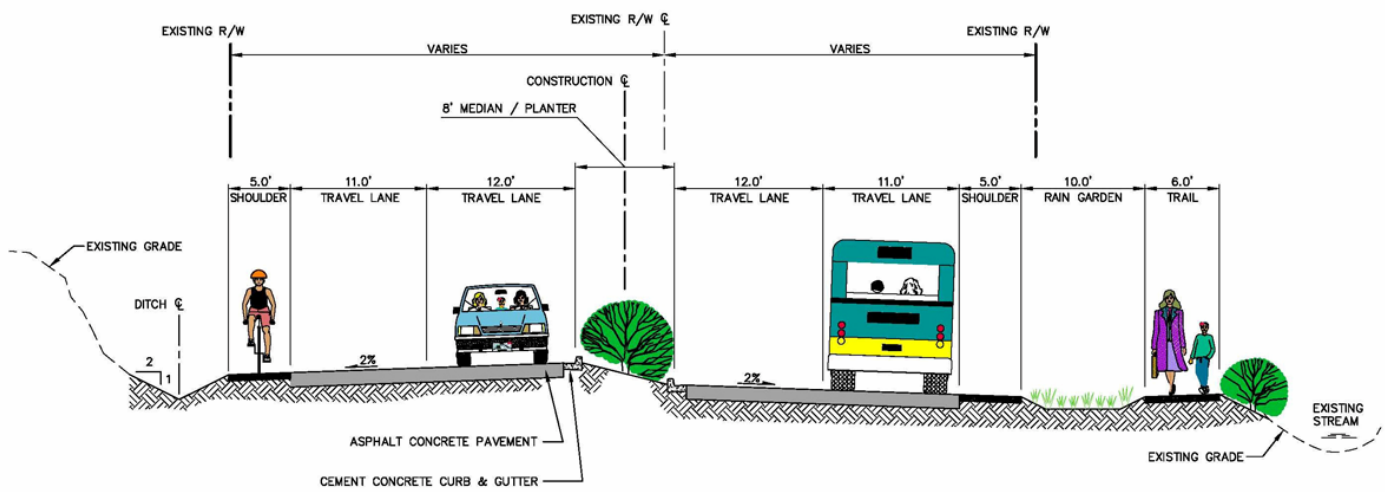 EXISTING R/W ℄
EXISTING R/W
EXISTING R/W
VARIES
VARIES
CONSTRUCTION ℄
8' MEDIAN / PLANTER
5.0'
SHOULDER
11.0'
TRAVEL LANE
12.0'
TRAVEL LANE
12.0'
TRAVEL LANE
11.0'
TRAVEL LANE
5.0'
SHOULDER
10.0'
RAIN GARDEN
6.0'
TRAIL
EXISTING GRADE
DITCH ℄
2
1
2%
2%
ASPHALT CONCRETE PAVEMENT
CEMENT CONCRETE CURB & GUTTER
EXISTING
STREAM
EXISTING GRADE